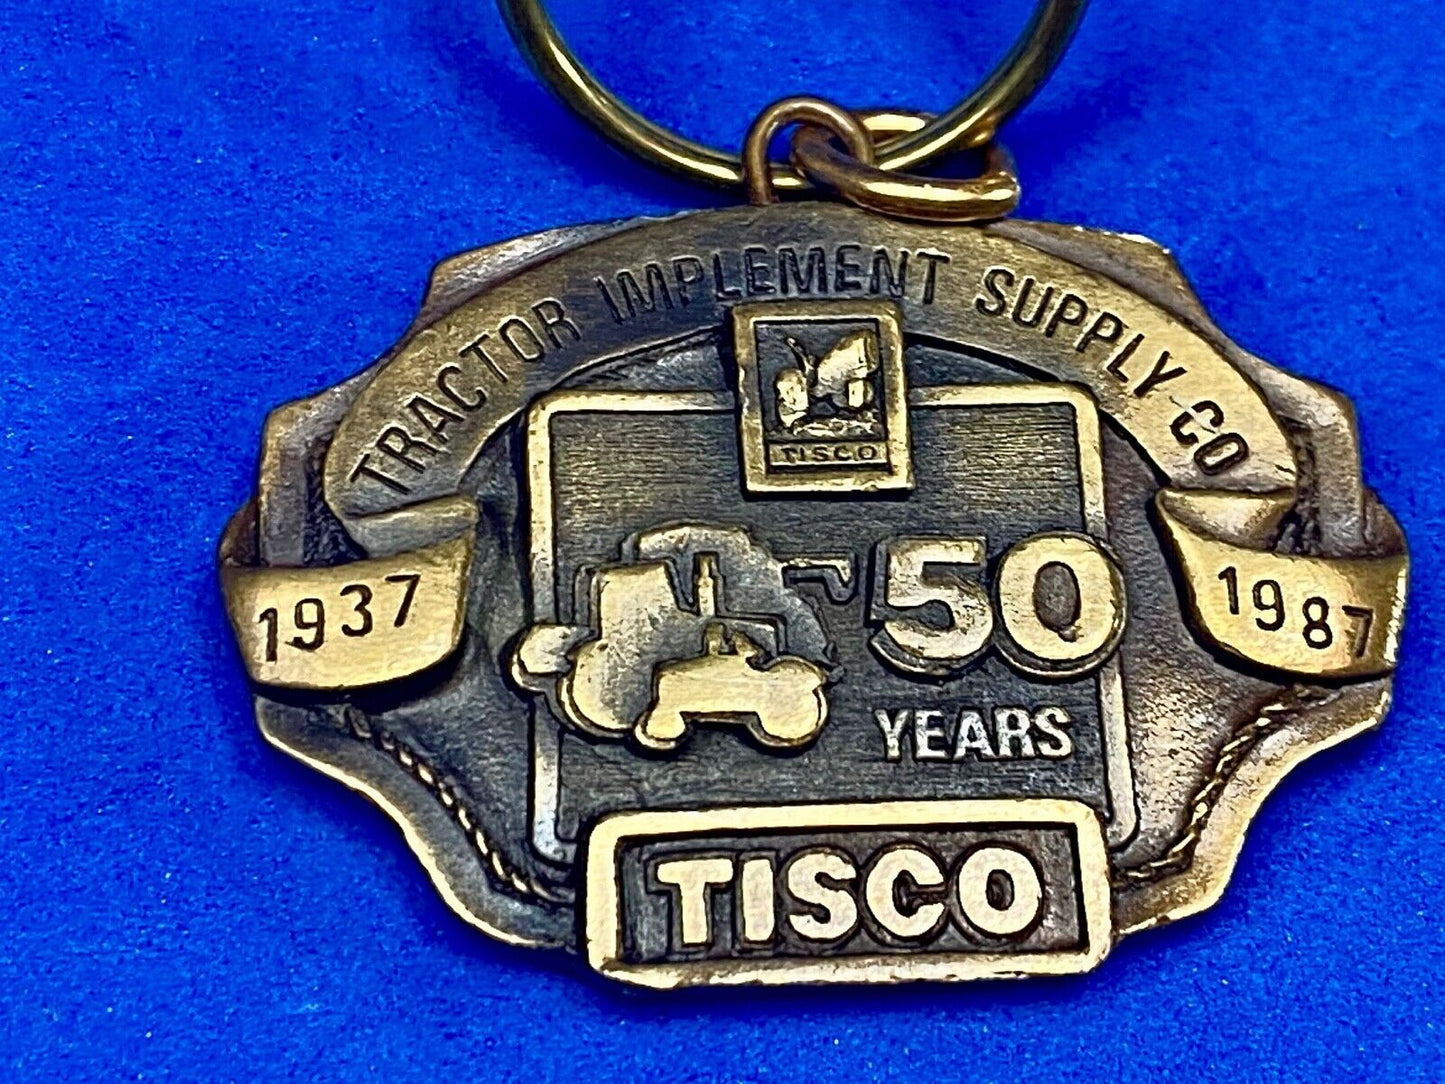 TRACTOR IMPLEMENT SUPPLY CO
TISCO
1937
1987
50
YEARS
TISCO